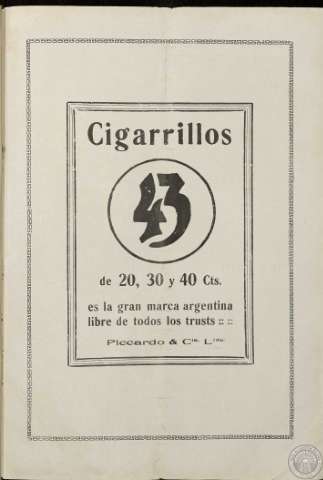 Cigarrillos
43
de 20, 30 y 40 Cts.
es la gran marca argentina
libre de todos los trusts :: ::
Piccardo & Cía. Ltda.